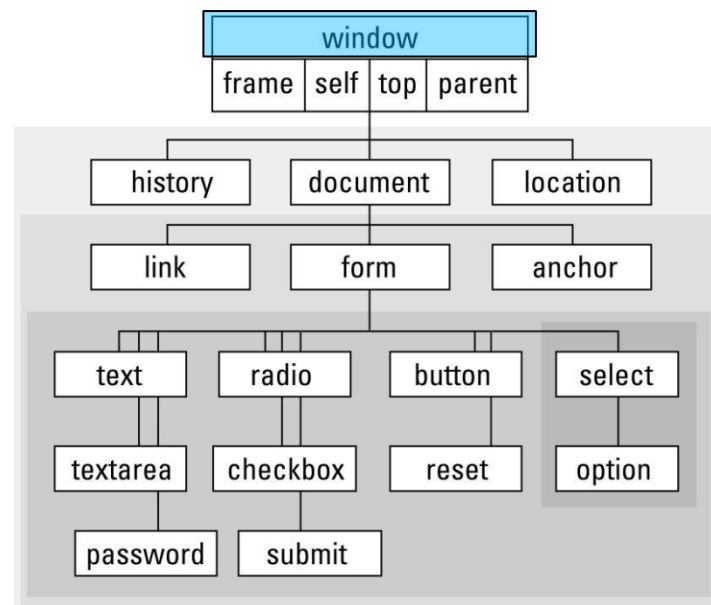 window
frame self top parent
history document location
link form anchor
text radio button select
textarea checkbox reset option
password submit